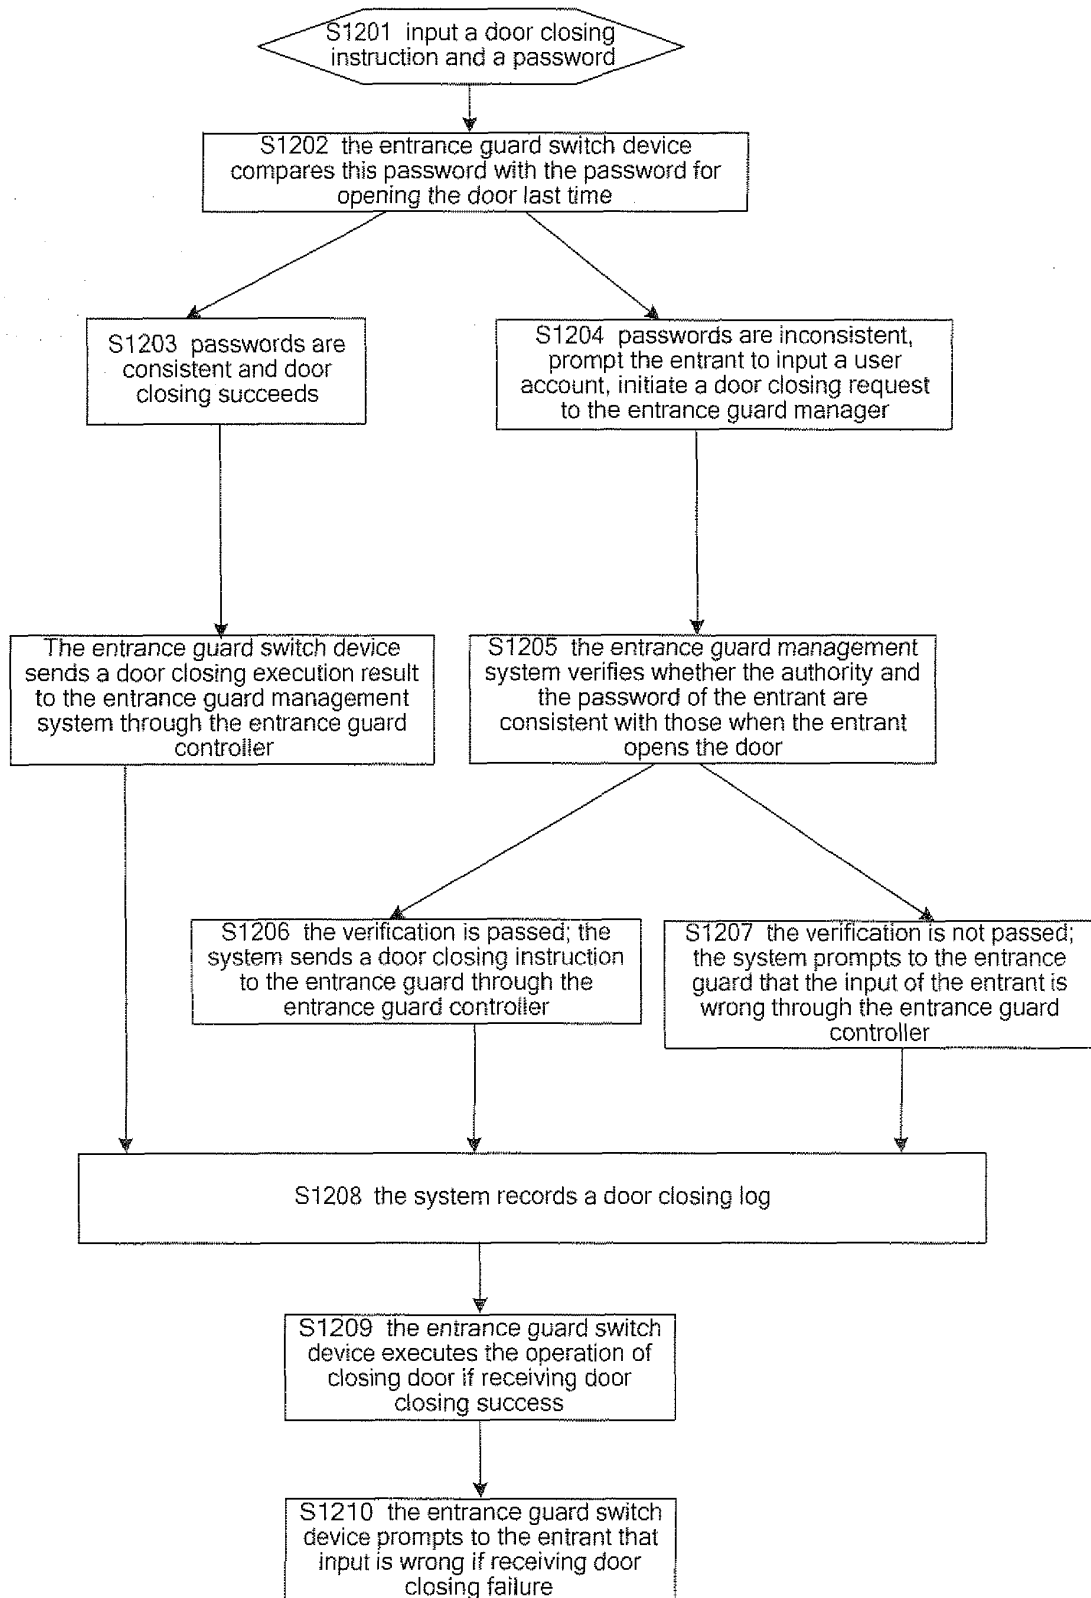 S1201 input a door closing
instruction and a password
S1202 the entrance guard switch device
compares this password with the password for
opening the door last time
S1203 passwords are
consistent and door
closing succeeds
S1204 passwords are inconsistent,
prompt the entrant to input a user
account, initiate a door closing request
to the entrance guard manager
The entrance guard switch device
sends a door closing execution result
to the entrance guard management
system through the entrance guard
controller
S1205 the entrance guard management
system verifies whether the authority and
the password of the entrant are
consistent with those when the entrant
opens the door
S1206 the verification is passed; the
system sends a door closing instruction
to the entrance guard through the
entrance guard controller
S1207 the verification is not passed;
the system prompts to the entrance
guard that the input of the entrant is
wrong through the entrance guard
controller
S1208 the system records a door closing log
S1209 the entrance guard switch
device executes the operation of
closing door if receiving door
closing success
S1210 the entrance guard switch
device prompts to the entrant that
input is wrong if receiving door
closing failure